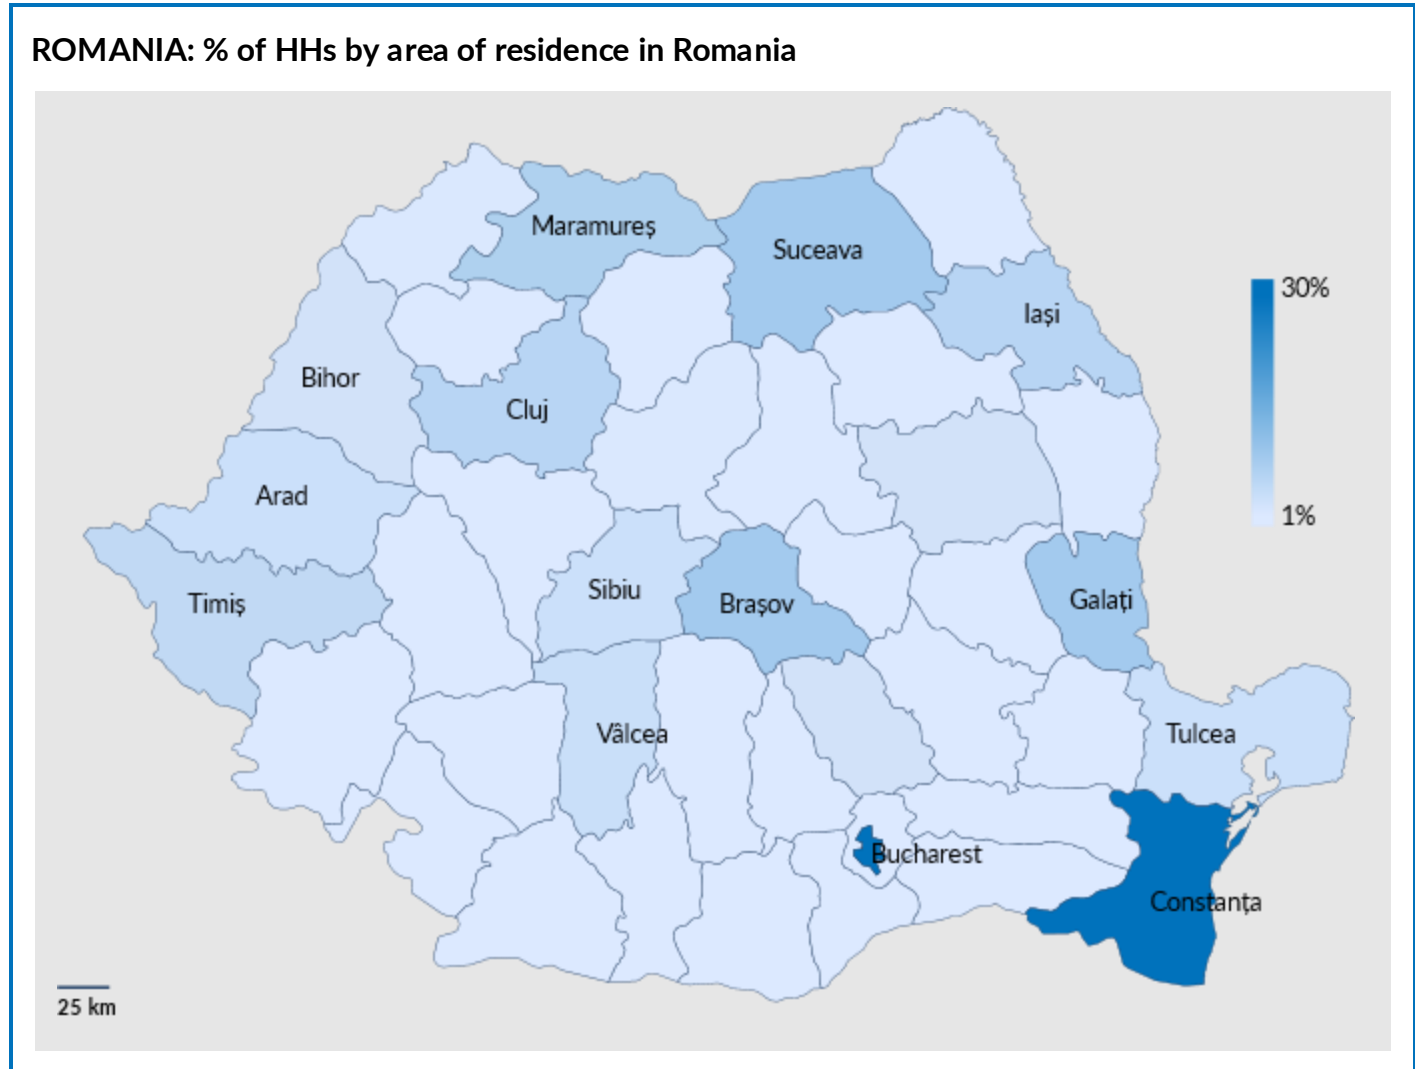 ROMANIA: % of HHs by area of residence in Romania
Maramureș
Suceava
30%
Iași
Bihor
Cluj
Arad
1%
Sibiu
Timiș
Brașov
Galați
Vâlcea
Tulcea
Bucharest
Constanța
25 km